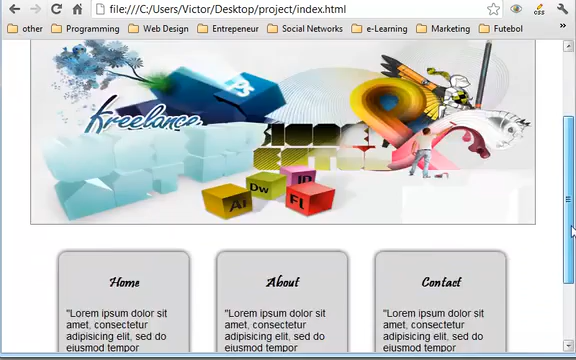 file:///C:/Users/Victor/Desktop/project/index.html
other Programming Web Design Entrepeneur Social Networks e-Learning Marketing Futebol
CSS
Ps
freelance
Ai Dw ID FL
Home About Contact
"Lorem ipsum dolor sit "Lorem ipsum dolor sit "Lorem ipsum dolor sit
amet, consectetur amet, consectetur amet, consectetur
adipisicing elit, sed do adipisicing elit, sed do adipisicing elit, sed do
eiusmod tempor eiusmod tempor eiusmod tempor